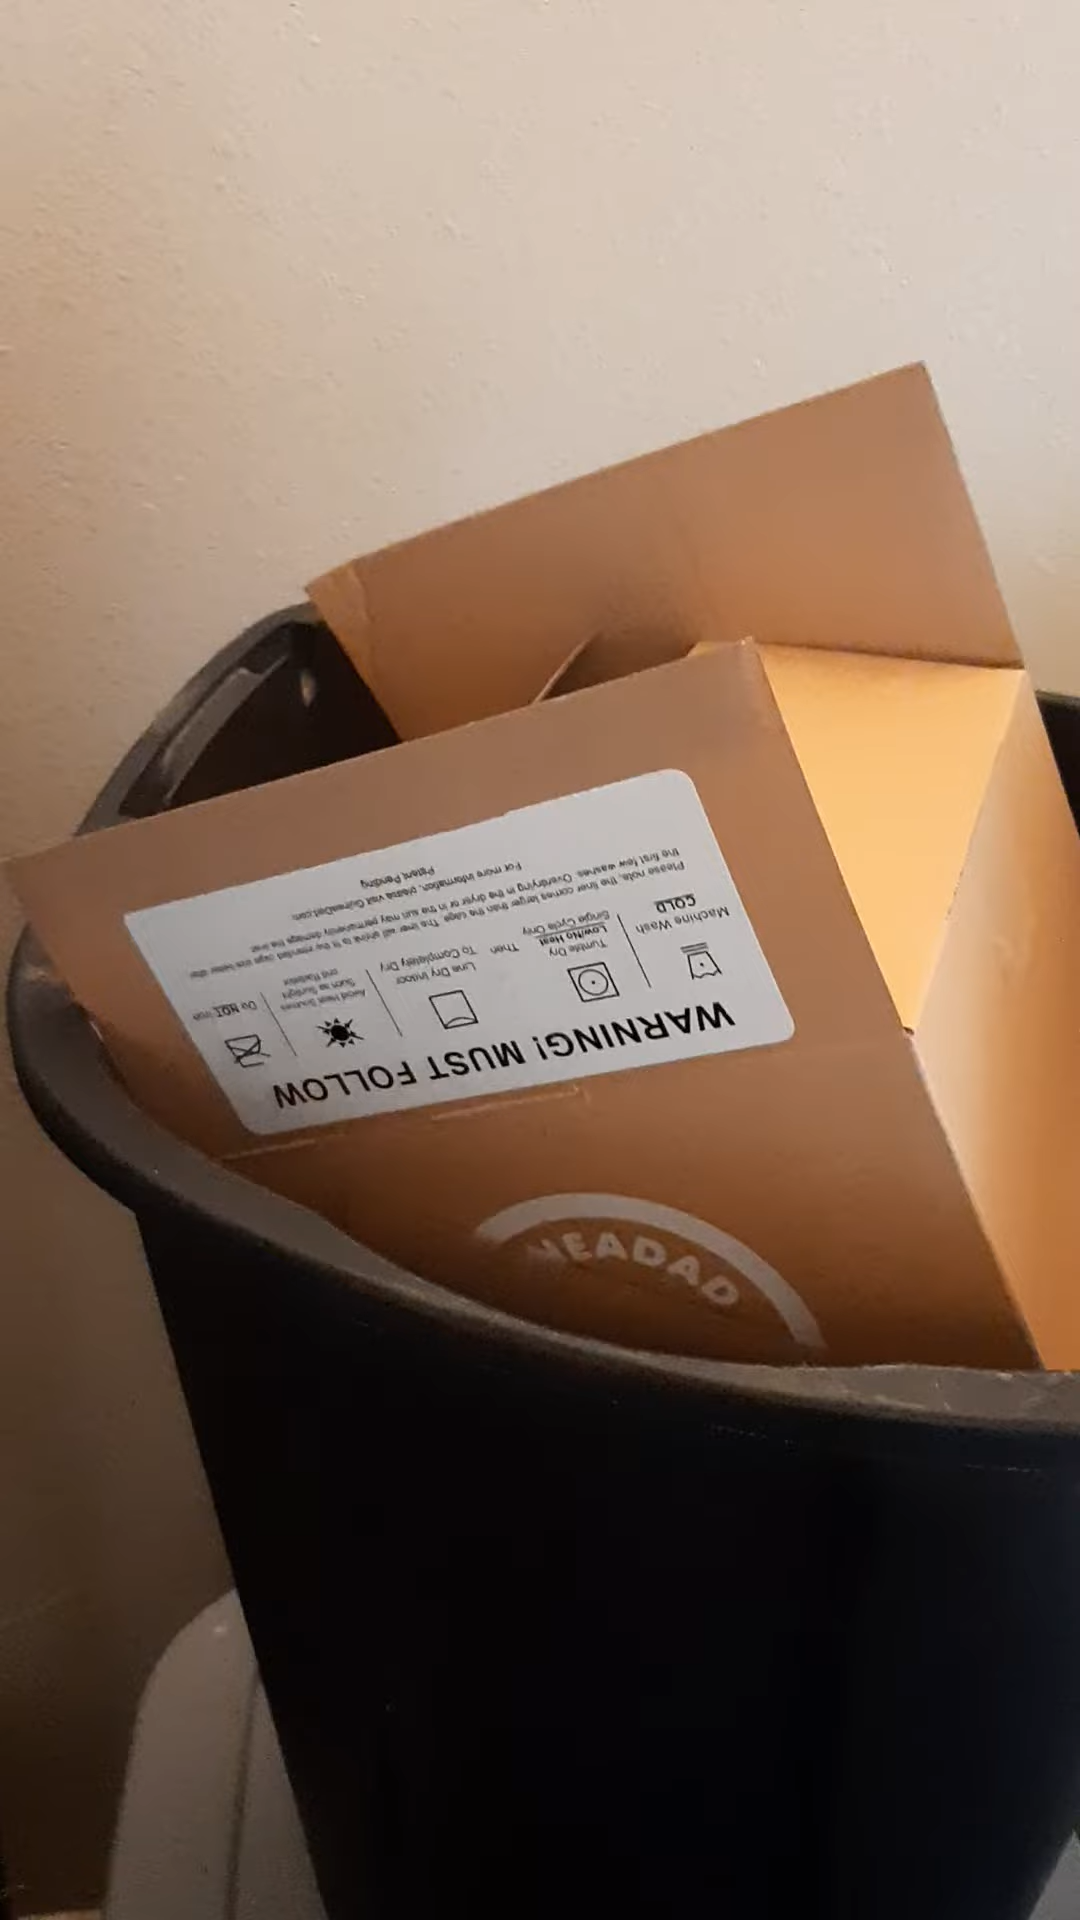 WARNING! MUST FOLLOW
Machine Wash
COLD
Tumble Dry
Low/No Heat
Single Cycle Only
Then
Line Dry Indoor
To Completely Dry
Avoid Heat Sources
Such as Sunlight
and Radiator
Do NOT Iron
Please note, the liner comes larger than the cage. The liner will shrink to the intended cage size better after
the first few washes. Overdrying in the dryer or in the sun may permanently damage the liner.
For more information, please visit GuineaDad.com
Patent Pending
NEADAD